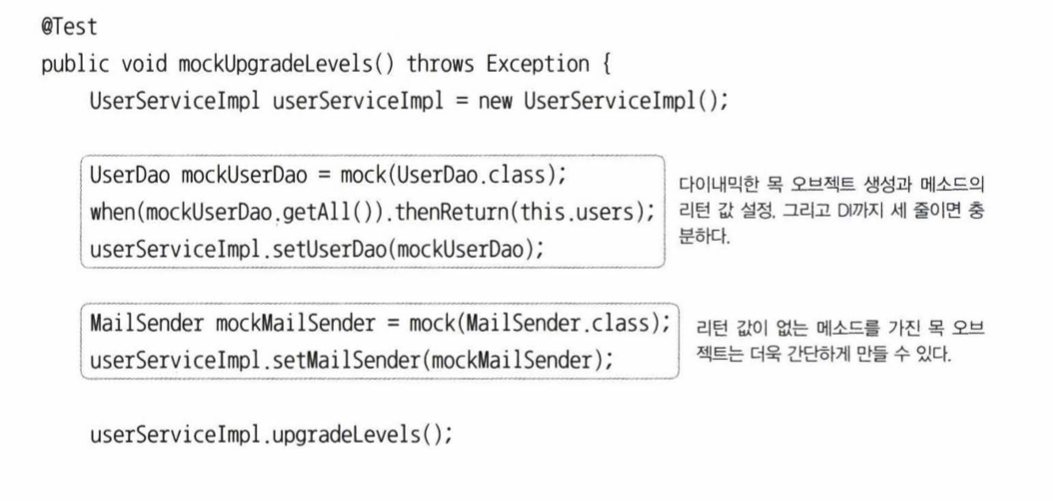 @Test
public void mockUpgradeLevels() throws Exception {
UserServiceImpl userServiceImpl = new UserServiceImpl();
UserDao mockUserDao = mock(UserDao.class);
when(mockUserDao.getAll()).thenReturn(this.users);
userServiceImpl.setUserDao(mockUserDao);
다이내믹한 목 오브젝트 생성과 메소드의
리턴 값 설정, 그리고 DI까지 세 줄이면 충
분하다.
MailSender mockMailSender = mock(MailSender.class);
userServiceImpl.setMailSender(mockMailSender);
리턴 값이 없는 메소드를 가진 목 오브
젝트는 더욱 간단하게 만들 수 있다.
userServiceImpl.upgradeLevels();